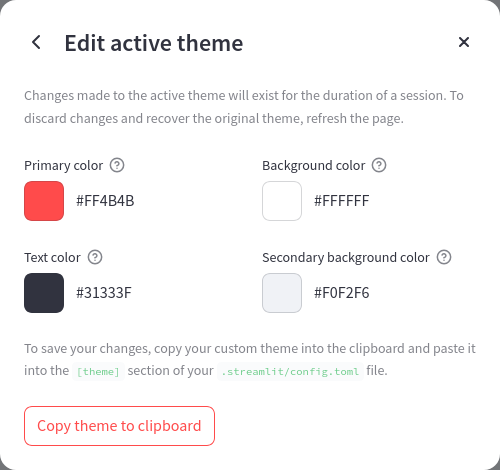 Edit active theme
Changes made to the active theme will exist for the duration of a session. To
discard changes and recover the original theme, refresh the page.
Primary color
Background color
#FF4B4B
#FFFFFF
Text color
Secondary background color
#31333F
#F0F2F6
To save your changes, copy your custom theme into the clipboard and paste it
into the [theme] section of your .streamlit/config.toml file.
Copy theme to clipboard